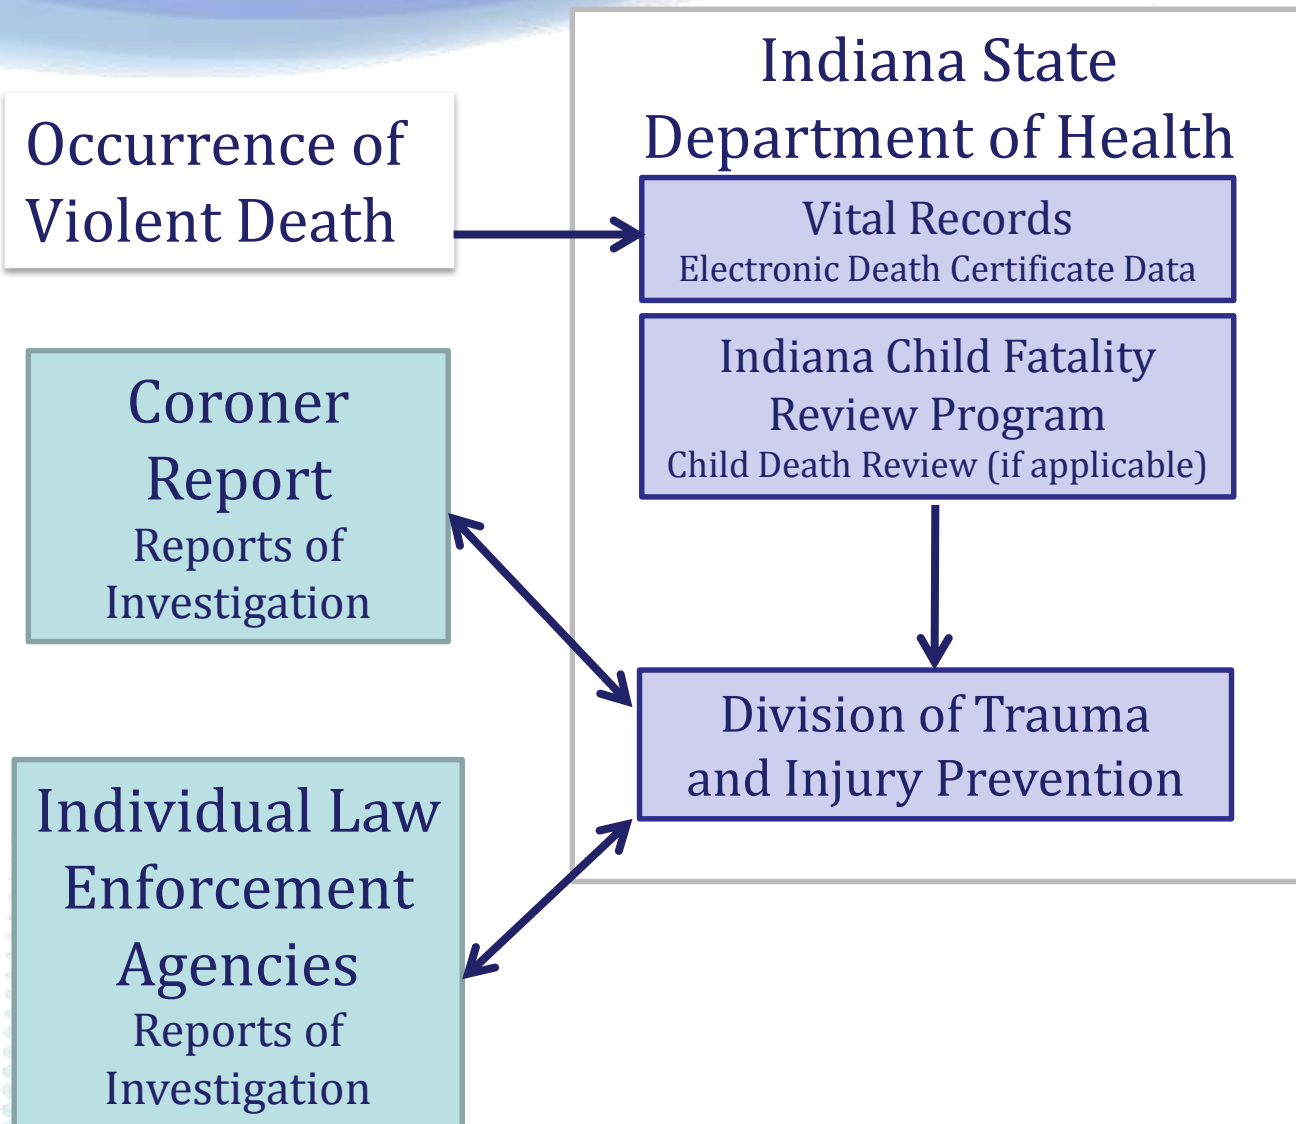 Occurrence of
Violent Death
Indiana State
Department of Health
Vital Records
Electronic Death Certificate Data
Indiana Child Fatality
Review Program
Child Death Review (if applicable)
Coroner
Report
Reports of
Investigation
Division of Trauma
and Injury Prevention
Individual Law
Enforcement
Agencies
Reports of
Investigation